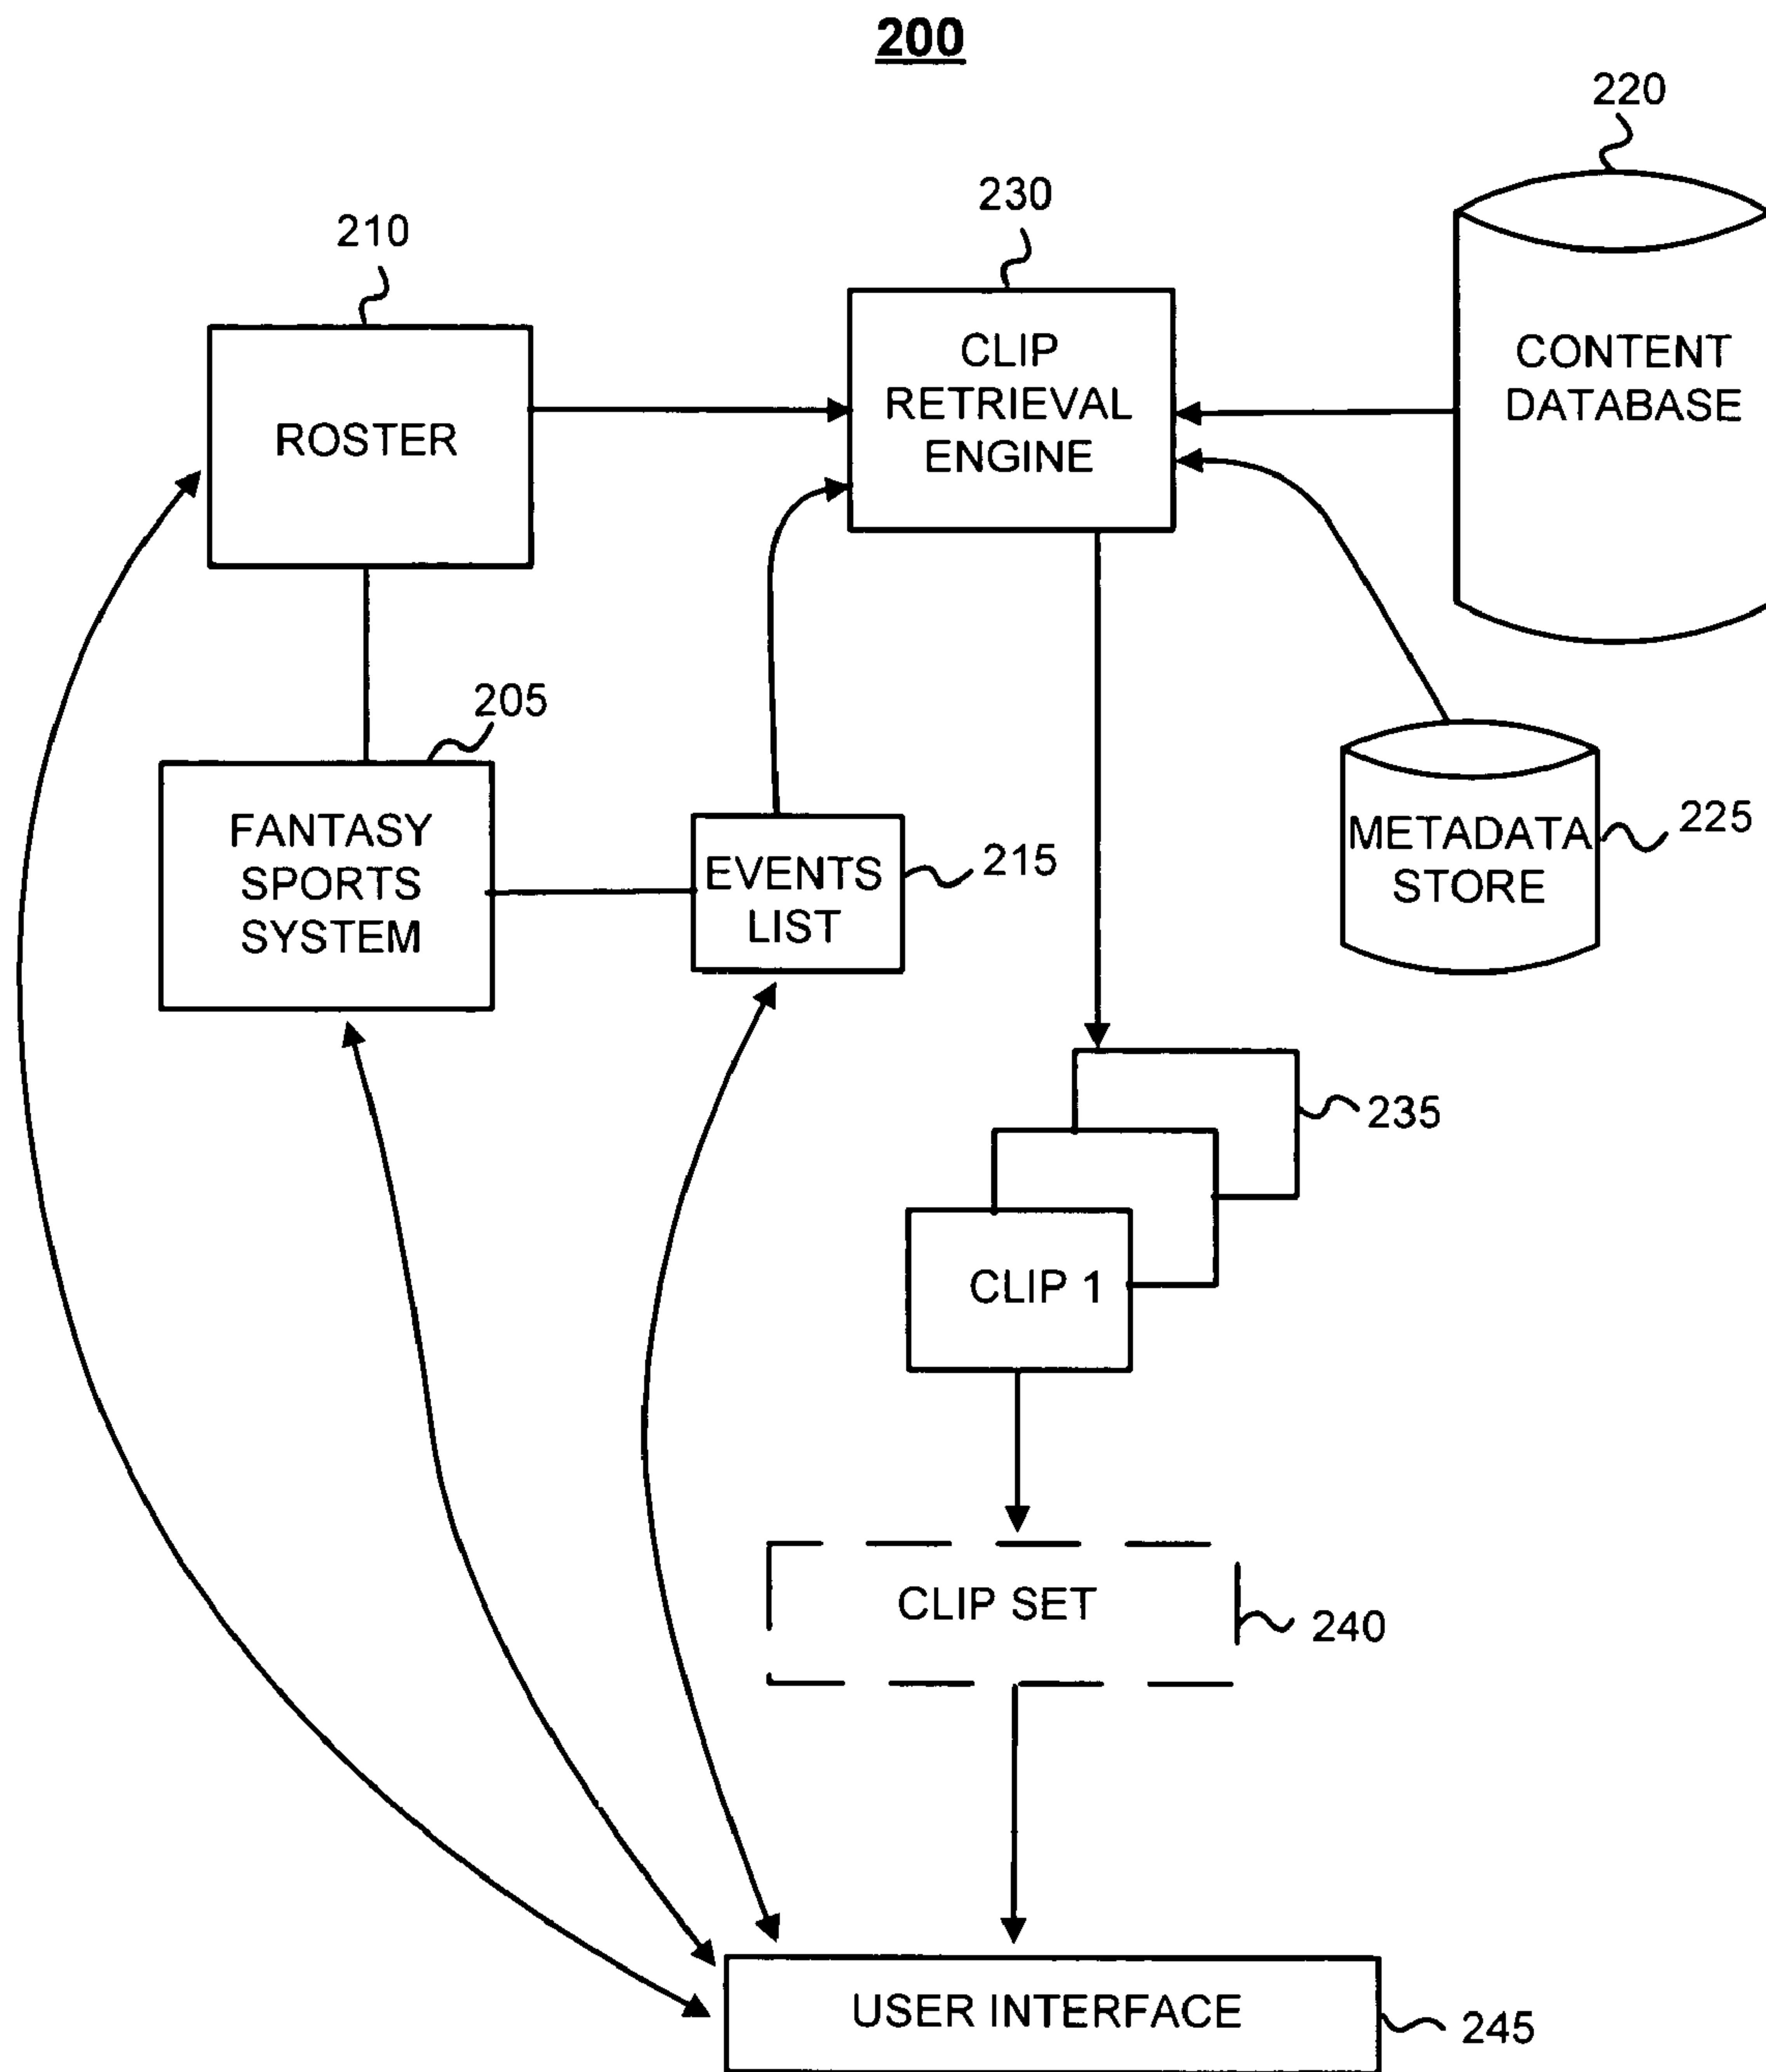 200
220
230
210
CLIP
RETRIEVAL
ENGINE
CONTENT
DATABASE
ROSTER
205
FANTASY
SPORTS
SYSTEM
EVENTS
LIST
215
METADATA
STORE
225
235
CLIP 1
CLIP SET
240
USER INTERFACE
245